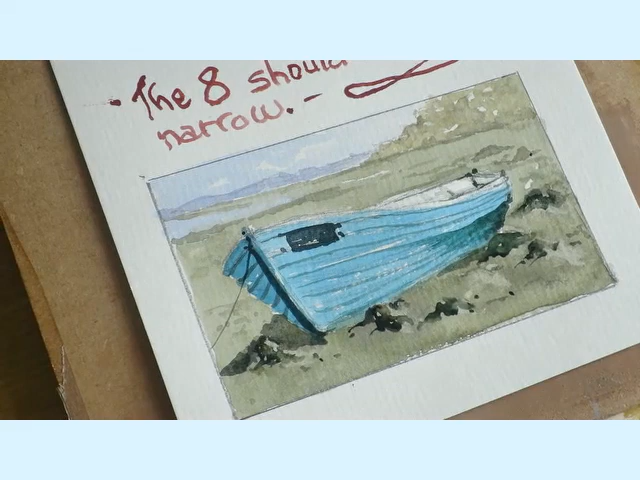 • The 8 should
narrow. -